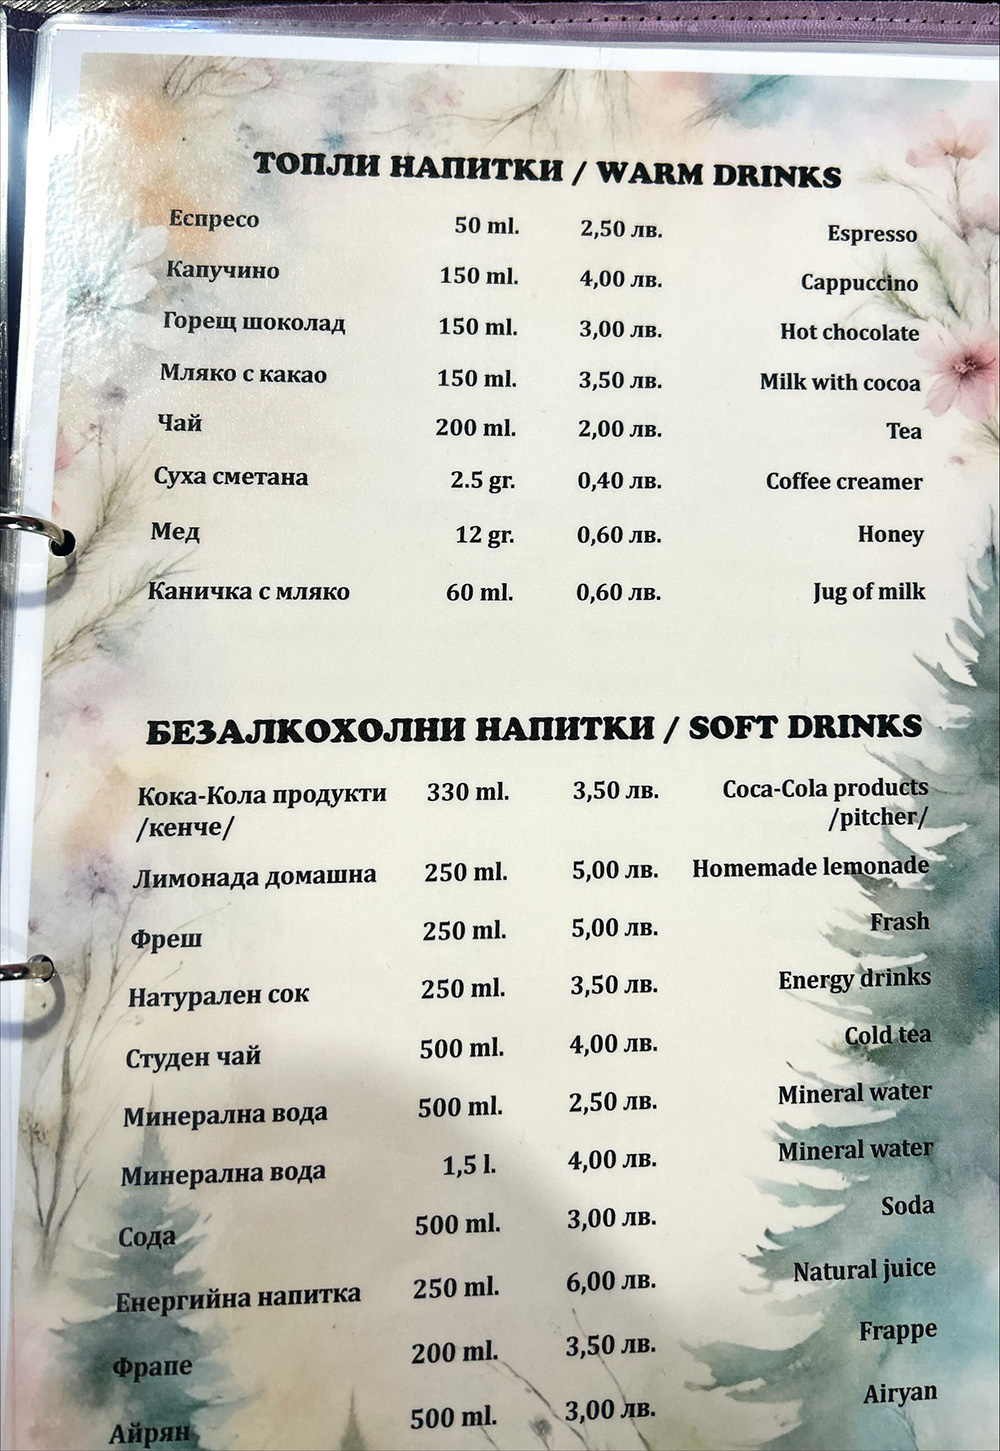 ТОПЛИ НАПИТКИ / WARM DRINKS
Еспресо 50 ml. 2,50 лв. Espresso
Капучино 150 ml. 4,00 лв. Cappuccino
Горещ шоколад 150 ml. 3,00 лв. Hot chocolate
Мляко с какао 150 ml. 3,50 лв. Milk with cocoa
Чай 200 ml. 2,00 лв. Tea
Суха сметана 2.5 gr. 0,40 лв. Coffee creamer
Мед 12 gr. 0,60 лв. Honey
Каничка с мляко 60 ml. 0,60 лв. Jug of milk
БЕЗАЛКОХОЛНИ НАПИТКИ / SOFT DRINKS
Кока-Кола продукти 330 ml. 3,50 лв. Coca-Cola products
/кенче/ /pitcher/
Лимонада домашна 250 ml. 5,00 лв. Homemade lemonade
Фреш 250 ml. 5,00 лв. Frash
Натурален сок 250 ml. 3,50 лв. Energy drinks
Студен чай 500 ml. 4,00 лв. Cold tea
Минерална вода 500 ml. 2,50 лв. Mineral water
Минерална вода 1,5 l. 4,00 лв. Mineral water
Сода 500 ml. 3,00 лв. Soda
Енергийна напитка 250 ml. 6,00 лв. Natural juice
Фрапе 200 ml. 3,50 лв. Frappe
Айрян 500 ml. 3,00 лв. Airyan